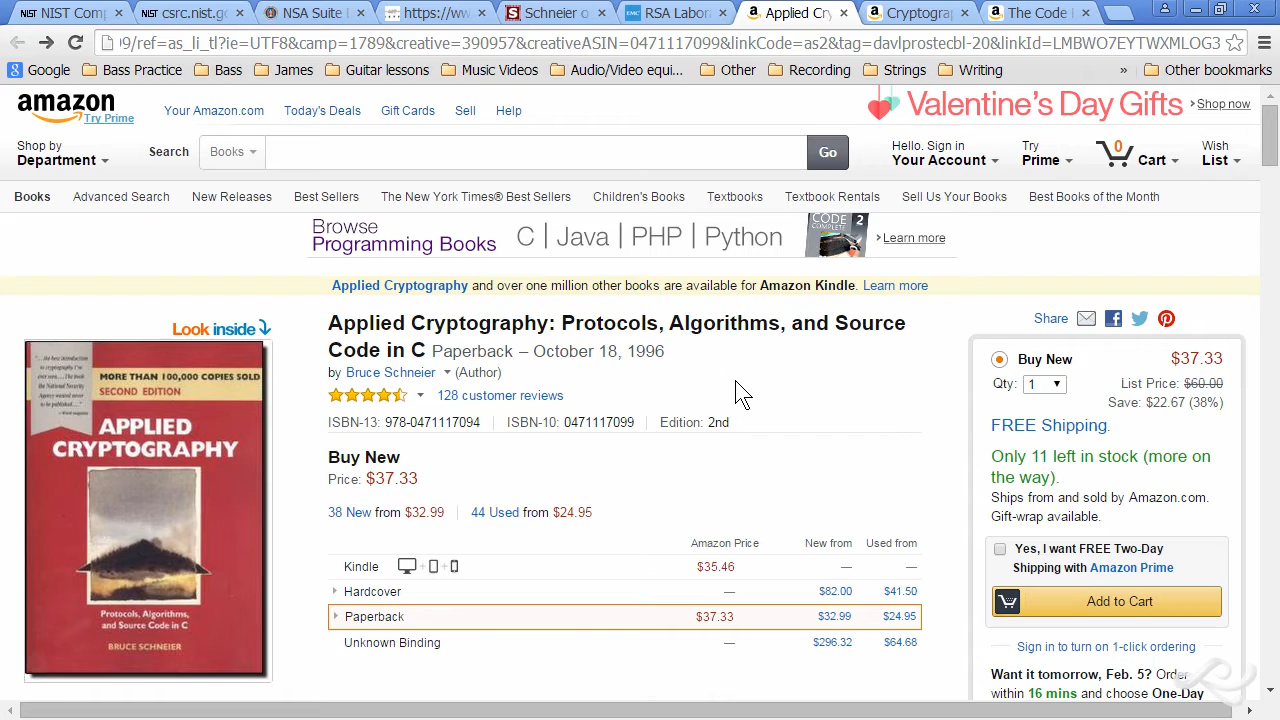 NIST Comp
csrc.nist.go
NSA Suite
https://ww
Schneier o
RSA Labora
Applied Cry
Cryptograp
The Code
9/ref=as_li_tl?ie=UTF8&camp=1789&creative=390957&creativeASIN=0471117099&linkCode=as2&tag=davlprostecbl-20&linkId=LMBWO7EYTWXMLOG3
Google Bass Practice Bass James Guitar lessons Music Videos Audio/Video equi... Other Recording Strings Writing » Other bookmarks
amazon
Try Prime
Your Amazon.com Today's Deals Gift Cards Sell Help
Valentine's Day Gifts Shop now
Shop by
Department
Search Books Go
Hello. Sign in
Your Account
Try
Prime
0
Cart
Wish
List
Books Advanced Search New Releases Best Sellers The New York Times® Best Sellers Children's Books Textbooks Textbook Rentals Sell Us Your Books Best Books of the Month
Browse
Programming Books
C | Java | PHP | Python
CODE
COMPLETE 2
Learn more
Applied Cryptography and over one million other books are available for Amazon Kindle. Learn more
Look inside
MORE THAN 100,000 COPIES SOLD
SECOND EDITION
APPLIED
CRYPTOGRAPHY
Protocols, Algorithms,
and Source Code in C
BRUCE SCHNEIER
Applied Cryptography: Protocols, Algorithms, and Source
Code in C Paperback – October 18, 1996
by Bruce Schneier (Author)
128 customer reviews
ISBN-13: 978-0471117094 ISBN-10: 0471117099 Edition: 2nd
Buy New
Price: $37.33
38 New from $32.99 44 Used from $24.95
Amazon Price New from Used from
Kindle $35.46 — —
Hardcover — $82.00 $41.50
Paperback $37.33 $32.99 $24.95
Unknown Binding — $296.32 $64.68
Share
Buy New $37.33
Qty: 1 List Price: $60.00
Save: $22.67 (38%)
FREE Shipping.
Only 11 left in stock (more on
the way).
Ships from and sold by Amazon.com.
Gift-wrap available.
Yes, I want FREE Two-Day
Shipping with Amazon Prime
Add to Cart
Sign in to turn on 1-click ordering
Want it tomorrow, Feb. 5? Order
within 16 mins and choose One-Day